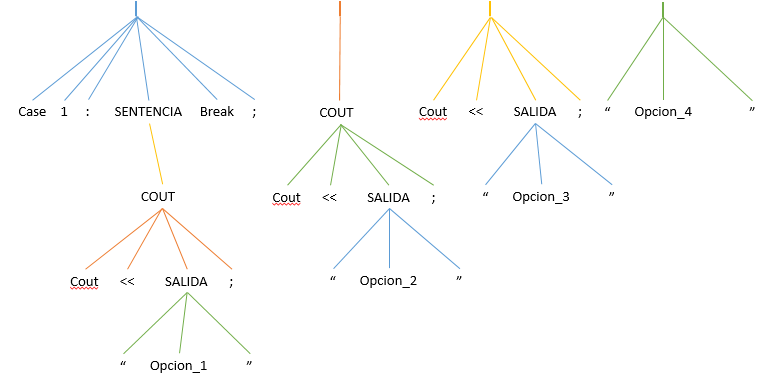 Case 1 : SENTENCIA Break ; COUT Cout << SALIDA ; “ Opcion_4 ”
COUT Cout << SALIDA ; “ Opcion_3 ”
Cout << SALIDA ; “ Opcion_2 ”
“ Opcion_1 ”